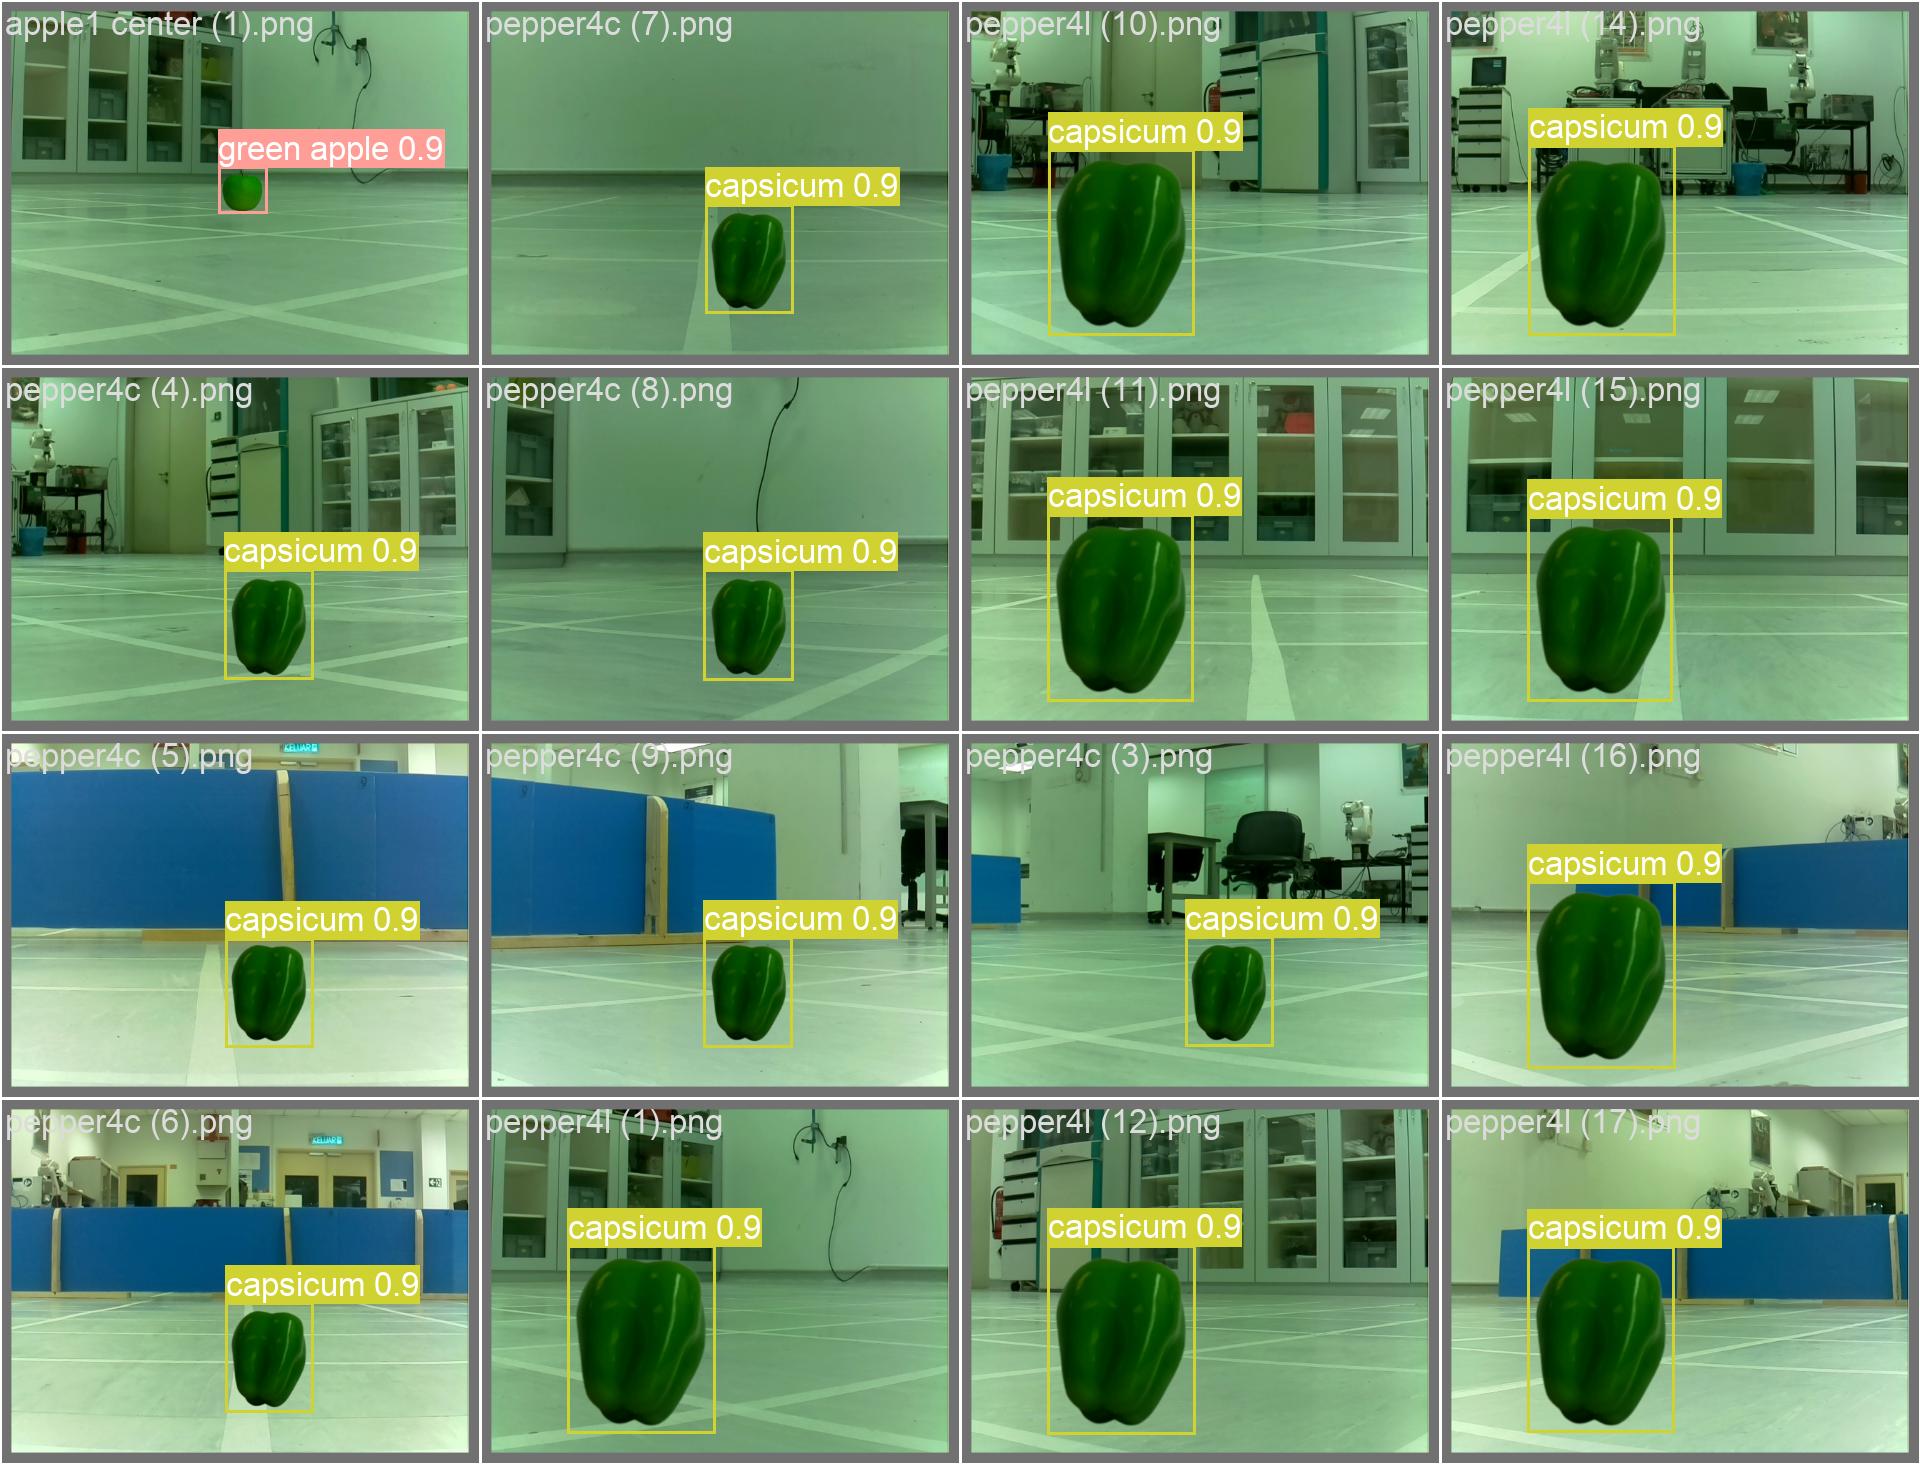 apple1 center (1).png
green apple 0.9
pepper4c (7).png
capsicum 0.9
pepper4l (10).png
capsicum 0.9
pepper4l (14).png
capsicum 0.9
pepper4c (4).png
capsicum 0.9
pepper4c (8).png
capsicum 0.9
pepper4l (11).png
capsicum 0.9
pepper4l (15).png
capsicum 0.9
pepper4c (5).png
KELUAR
9
capsicum 0.9
pepper4c (9).png
9
capsicum 0.9
pepper4c (3).png
capsicum 0.9
pepper4l (16).png
capsicum 0.9
pepper4c (6).png
KELUAR
capsicum 0.9
pepper4l (1).png
capsicum 0.9
pepper4l (12).png
capsicum 0.9
pepper4l (17).png
capsicum 0.9